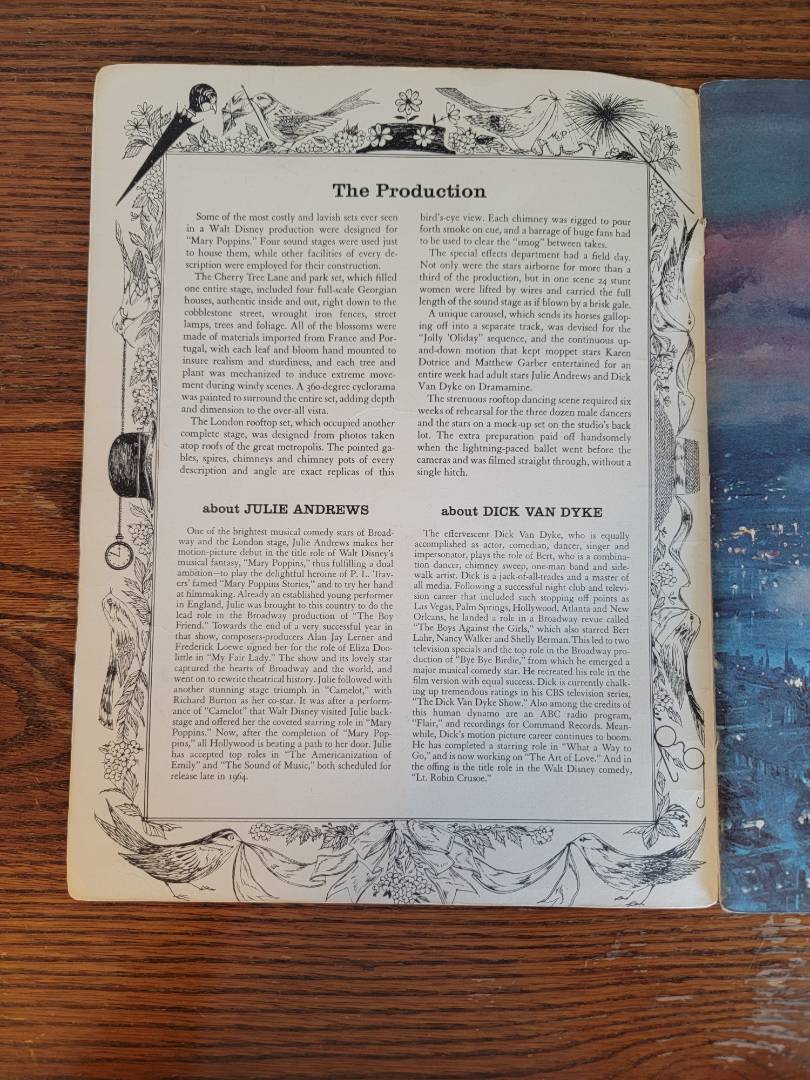 The Production
Some of the most costly and lavish sets ever seen
in a Walt Disney production were designed for
"Mary Poppins." Four sound stages were used just
to house them, while other facilities of every de-
scription were employed for their construction.
The Cherry Tree Lane and park set, which filled
one entire stage, included four full-scale Georgian
houses, authentic inside and out, right down to the
cobblestone street, wrought iron fences, street
lamps, trees and foliage. All of the blossoms were
made of materials imported from France and Por-
tugal, with each leaf and bloom hand mounted to
insure realism and sturdiness, and each tree and
plant was mechanized to induce extreme move-
ment during windy scenes. A 360-degree cyclorama
was painted to surround the entire set, adding depth
and dimension to the over-all vista.
The London rooftop set, which occupied another
complete stage, was designed from photos taken
atop roofs of the great metropolis. The pointed ga-
bles, spires, chimneys and chimney pots of every
description and angle are exact replicas of this
bird's-eye view. Each chimney was rigged to pour
forth smoke on cue, and a barrage of huge fans had
to be used to clear the "smog" between takes.
The special effects department had a field day.
Not only were the stars airborne for more than a
third of the production, but in one scene 24 stunt
women were lifted by wires and carried the full
length of the sound stage as if blown by a brisk gale.
A unique carousel, which sends its horses gallop-
ing off into a separate track, was devised for the
"Jolly 'Oliday" sequence, and the continuous up-
and-down motion that kept moppet stars Karen
Dotrice and Matthew Garber entertained for an
entire week had adult stars Julie Andrews and Dick
Van Dyke on Dramamine.
The strenuous rooftop dancing scene required six
weeks of rehearsal for the three dozen male dancers
and the stars on a mock-up set on the studio's back
lot. The extra preparation paid off handsomely
when the lightning-paced ballet went before the
cameras and was filmed straight through, without a
single hitch.
about JULIE ANDREWS
One of the brightest musical comedy stars of Broad-
way and the London stage, Julie Andrews makes her
motion-picture debut in the title role of Walt Disney's
musical fantasy, "Mary Poppins," thus fulfilling a dual
ambition—to play the delightful heroine of P. L. Trav-
ers' famed "Mary Poppins Stories," and to try her hand
at filmmaking. Already an established young performer
in England, Julie was brought to this country to do the
lead role in the Broadway production of "The Boy
Friend." Towards the end of a very successful year in
that show, composers-producers Alan Jay Lerner and
Frederick Loewe signed her for the role of Eliza Doo-
little in "My Fair Lady." The show and its lovely star
captured the hearts of Broadway and the world, and
went on to rewrite theatrical history. Julie followed with
another stunning stage triumph in "Camelot," with
Richard Burton as her co-star. It was after a perform-
ance of "Camelot" that Walt Disney visited Julie back-
stage and offered her the coveted starring role in "Mary
Poppins." Now, after the completion of "Mary Pop-
pins," all Hollywood is beating a path to her door. Julie
has accepted top roles in "The Americanization of
Emily" and "The Sound of Music," both scheduled for
release late in 1964.
about DICK VAN DYKE
The effervescent Dick Van Dyke, who is equally
accomplished as actor, comedian, dancer, singer and
impersonator, plays the role of Bert, who is a combina-
tion dancer, chimney sweep, one-man band and side-
walk artist. Dick is a jack-of-all-trades and a master of
all media. Following a successful night club and televi-
sion career that included such stopping off points as
Las Vegas, Palm Springs, Hollywood, Atlanta and New
Orleans, he landed a role in a Broadway revue called
"The Boys Against the Girls," which also starred Bert
Lahr, Nancy Walker and Shelly Berman. This led to two
television specials and the top role in the Broadway pro-
duction of "Bye Bye Birdie," from which he emerged a
major musical comedy star. He recreated his role in the
film version with equal success. Dick is currently chalk-
ing up tremendous ratings in his CBS television series,
"The Dick Van Dyke Show." Also among the credits of
this human dynamo are an ABC radio program,
"Flair," and recordings for Command Records. Mean-
while, Dick's motion picture career continues to boom.
He has completed a starring role in "What a Way to
Go," and is now working on "The Art of Love." And in
the offing is the title role in the Walt Disney comedy,
"Lt. Robin Crusoe."